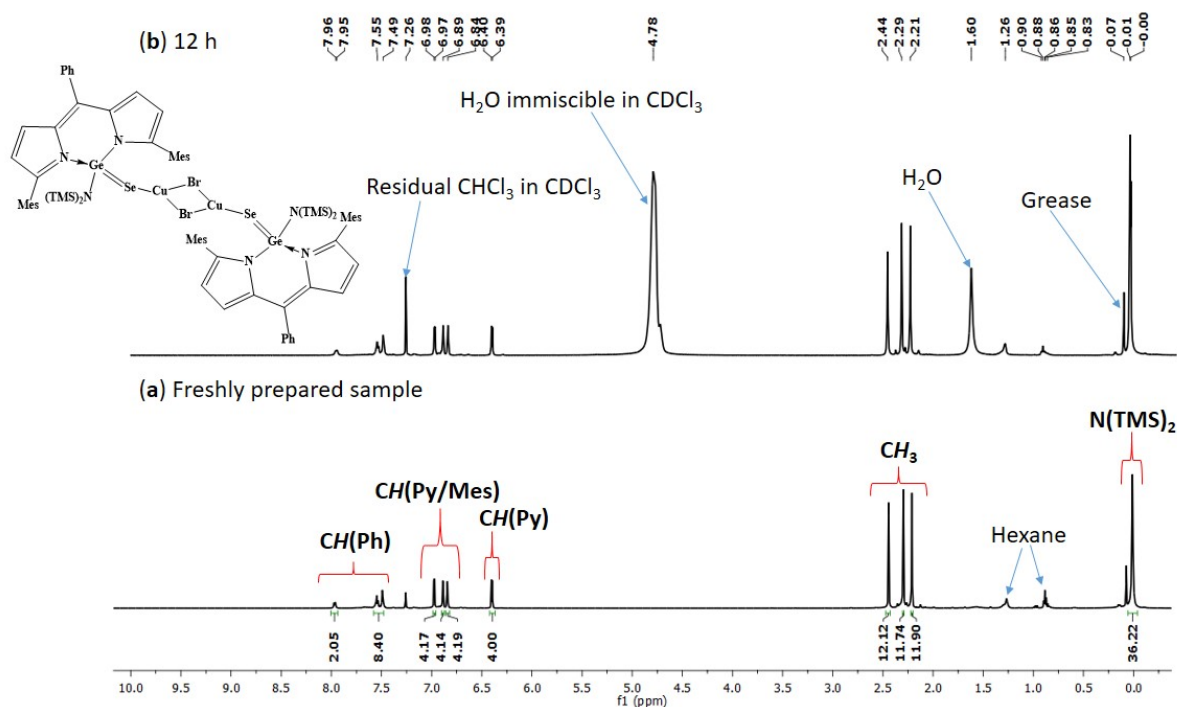 (b) 12 h
7.96
7.95
7.55
7.49
7.26
6.98
6.97
6.89
6.84
6.40
6.39
4.78
2.44
2.29
2.21
1.60
1.26
0.90
0.88
0.86
0.85
0.83
0.07
0.01
-0.00
Ph
N
N
Mes
Ge
Se
Cu
Br
Mes
(TMS)₂N
Br
Cu
Se
N(TMS)₂
Mes
Mes
Ge
N
N
Ph
H₂O immiscible in CDCl₃
Residual CHCl₃ in CDCl₃
H₂O
Grease
(a) Freshly prepared sample
CH(Ph)
CH(Py/Mes)
CH(Py)
CH₃
Hexane
N(TMS)₂
2.05
8.40
4.17
4.14
4.19
4.00
12.12
11.74
11.90
36.22
10.0 9.5 9.0 8.5 8.0 7.5 7.0 6.5 6.0 5.5 5.0 4.5 4.0 3.5 3.0 2.5 2.0 1.5 1.0 0.5 0.0
f1 (ppm)